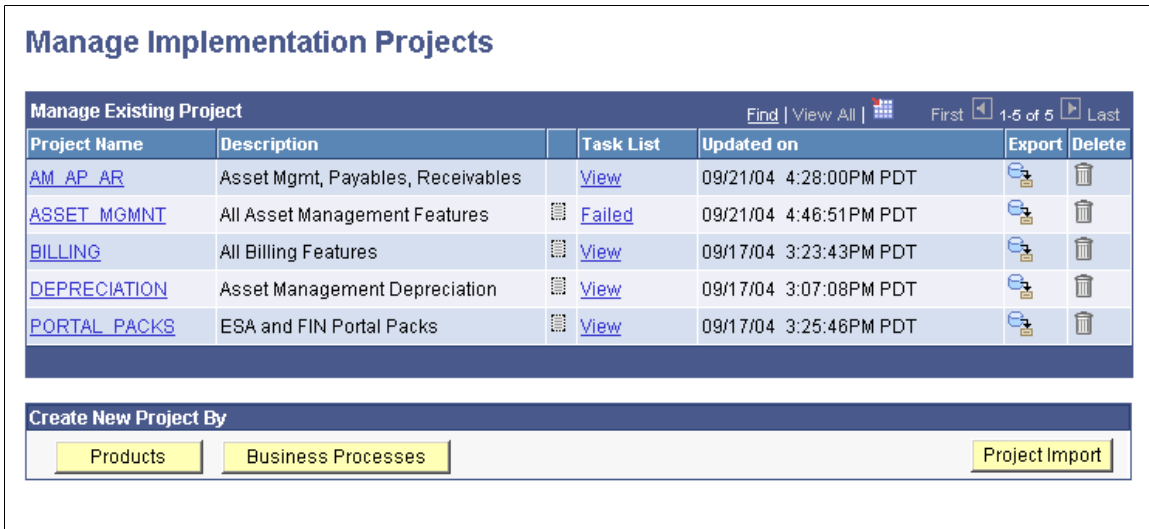 Manage Implementation Projects
Manage Existing Project Find | View All | First 1-5 of 5 Last
Project Name Description Task List Updated on Export Delete
AM_AP_AR Asset Mgmt, Payables, Receivables View 09/21/04 4:28:00PM PDT
ASSET_MGMNT All Asset Management Features Failed 09/21/04 4:46:51PM PDT
BILLING All Billing Features View 09/17/04 3:23:43PM PDT
DEPRECIATION Asset Management Depreciation View 09/17/04 3:07:08PM PDT
PORTAL_PACKS ESA and FIN Portal Packs View 09/17/04 3:25:46PM PDT
Create New Project By
Products Business Processes Project Import